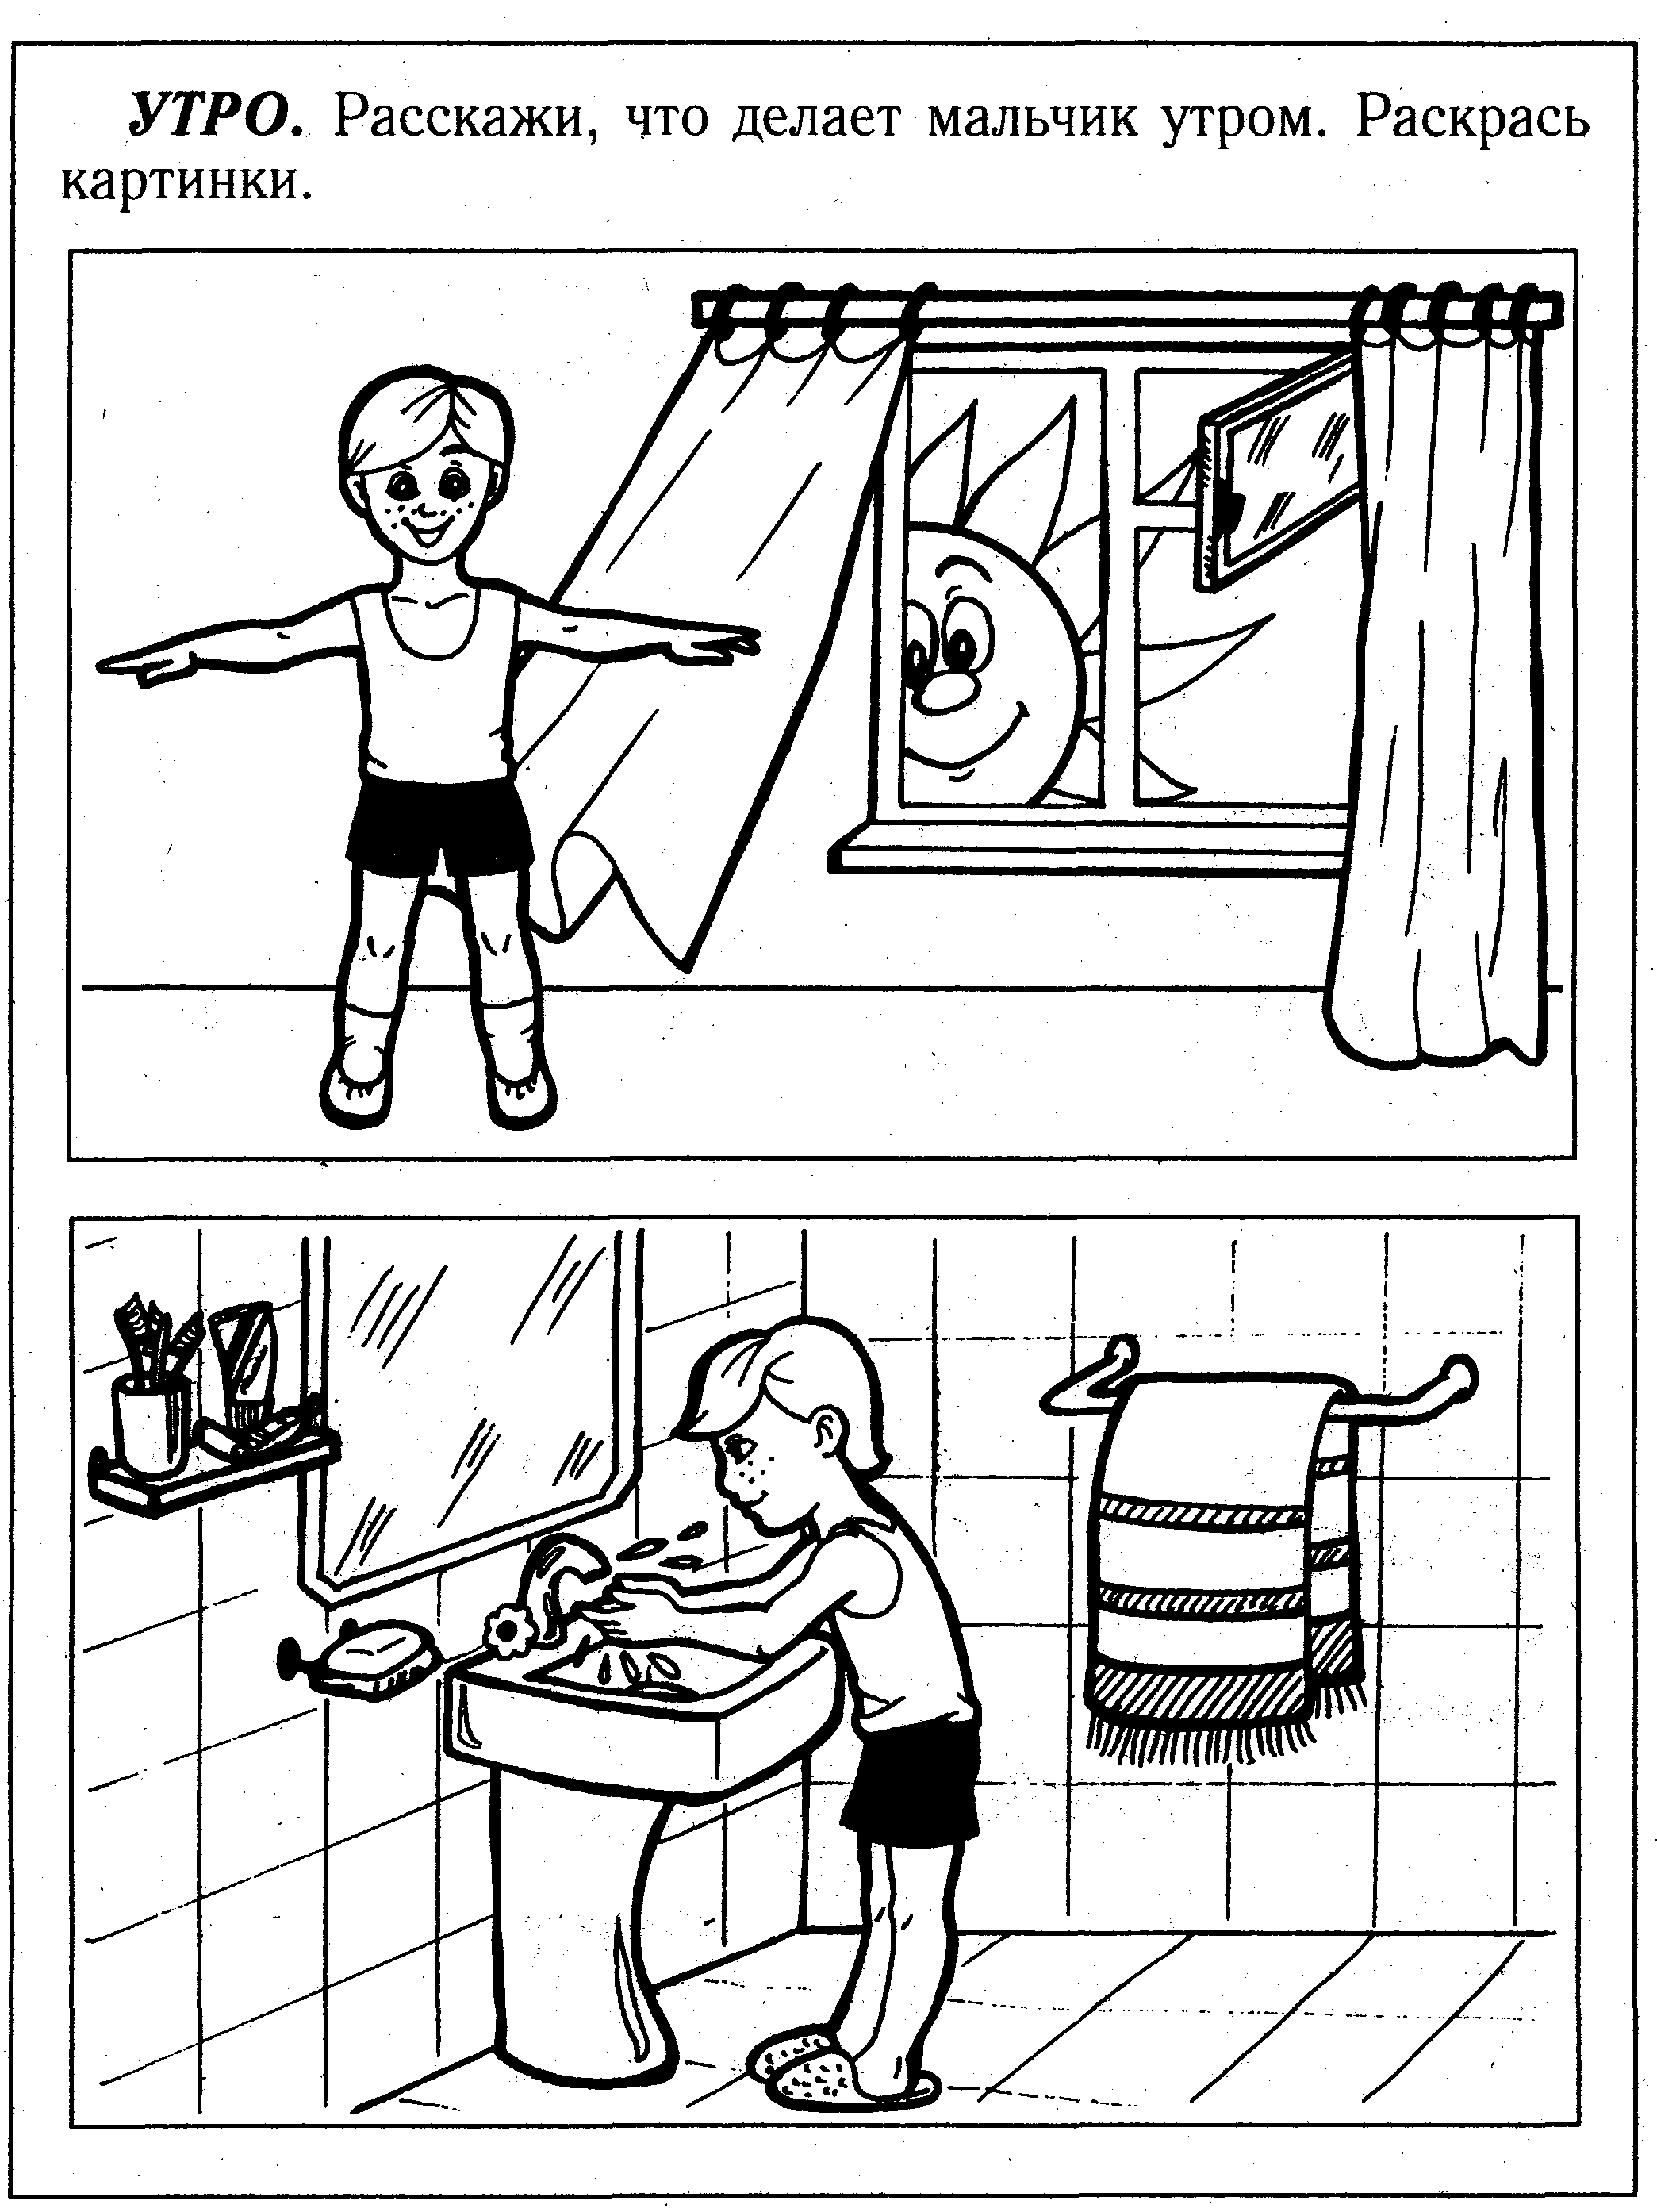 УТРО. Расскажи, что делает мальчик утром. Раскрась
картинки.